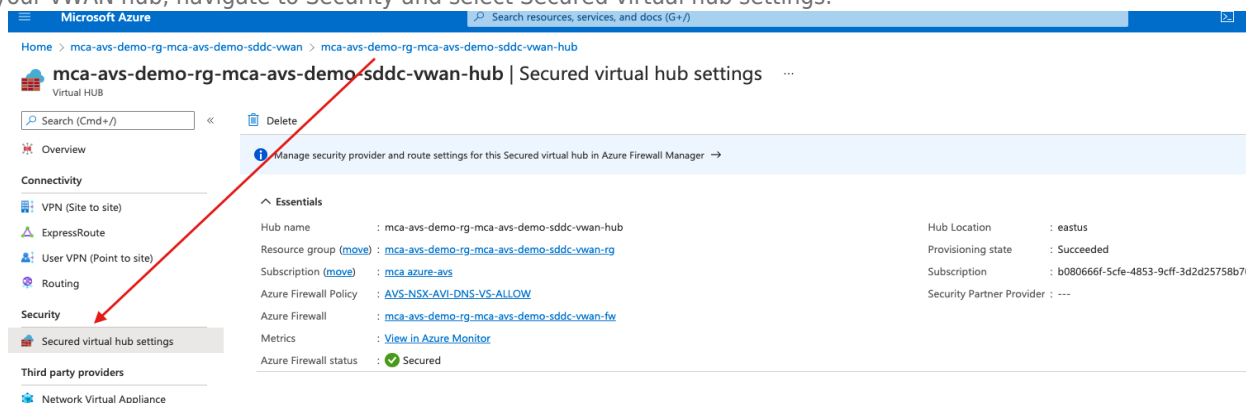 your VWAN hub, navigate to Security and select Secured virtual hub settings.
Microsoft Azure
Search resources, services, and docs (G+/)
Home > mca-avs-demo-rg-mca-avs-demo-sddc-vwan > mca-avs-demo-rg-mca-avs-demo-sddc-vwan-hub
mca-avs-demo-rg-mca-avs-demo-sddc-vwan-hub | Secured virtual hub settings ...
Virtual HUB
Search (Cmd+/) «
Delete
Overview
Manage security provider and route settings for this Secured virtual hub in Azure Firewall Manager →
Connectivity
VPN (Site to site)
ExpressRoute
User VPN (Point to site)
Routing
Security
Secured virtual hub settings
Third party providers
Network Virtual Appliance
Essentials
Hub name : mca-avs-demo-rg-mca-avs-demo-sddc-vwan-hub
Resource group (move) : mca-avs-demo-rg-mca-avs-demo-sddc-vwan-rg
Subscription (move) : mca azure-avs
Azure Firewall Policy : AVS-NSX-AVI-DNS-VS-ALLOW
Azure Firewall : mca-avs-demo-rg-mca-avs-demo-sddc-vwan-fw
Metrics : View in Azure Monitor
Azure Firewall status : Secured
Hub Location : eastus
Provisioning state : Succeeded
Subscription : b080666f-5cfe-4853-9cff-3d2d25758b7
Security Partner Provider : ---